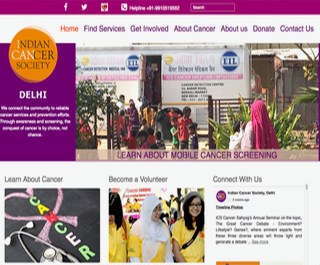 Helpline +91-9910518682
Search
Home Find Services Get Involved About Cancer About us Donate Contact Us
INDIAN
CANCER
SOCIETY
DELHI
We connect the community to reliable
cancer services and prevention efforts.
Through awareness and screening, the
conquest of cancer is by choice, not
chance.
EIL
EIL
LEARN ABOUT MOBILE CANCER SCREENING
Learn About Cancer
Become a Volunteer
Connect With Us
CANCER
Indian Cancer Society, Delhi
Timeline Photos
ICS Cancer Sahyog's Annual Seminar on the topic,
The Great Cancer Debate - Environment?
Lifestyle? Genes?, where eminent experts from
these three diverse areas will throw light and
generate a debate ... See more